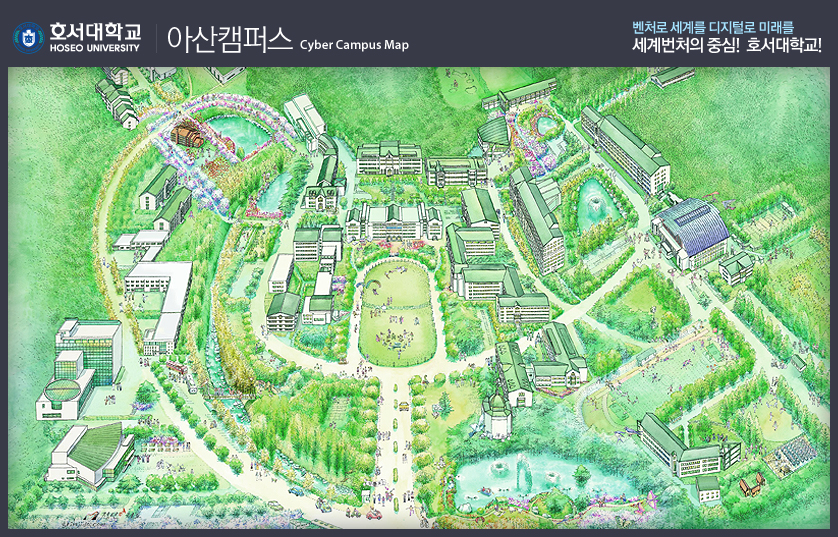 호서대학교
HOSEO UNIVERSITY
아산캠퍼스 Cyber Campus Map
벤처로 세계를 디지털로 미래를
세계벤처의 중심! 호서대학교!